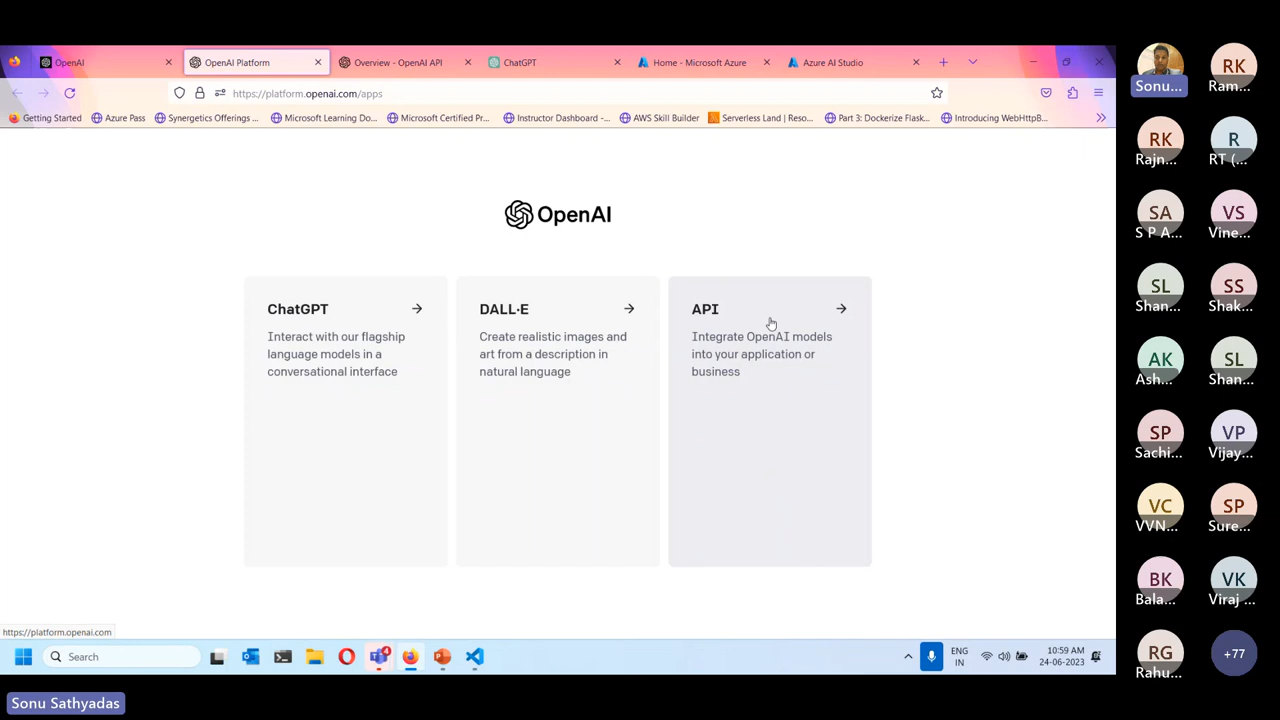 OpenAI
OpenAI Platform
Overview - OpenAI API
ChatGPT
Home - Microsoft Azure
Azure AI Studio
https://platform.openai.com/apps
Getting Started
Azure Pass
Synergetics Offerings ...
Microsoft Learning Do...
Microsoft Certified Pr...
Instructor Dashboard -...
AWS Skill Builder
Serverless Land | Reso...
Part 3: Dockerize Flask...
Introducing WebHttpB...
OpenAI
ChatGPT
Interact with our flagship
language models in a
conversational interface
DALL·E
Create realistic images and
art from a description in
natural language
API
Integrate OpenAI models
into your application or
business
https://platform.openai.com
Search
4
ENG
IN
10:59 AM
24-06-2023
Sonu Sathyadas
Sonu...
RK
Ram...
RK
Rajn...
R
RT (...
SA
S P A...
VS
Vine...
SL
Shan...
SS
Shak...
AK
Ash...
SL
Shan...
SP
Sachi...
VP
Vijay...
VC
VVN...
SP
Sure...
BK
Bala...
VK
Viraj ...
RG
Rahu...
+77